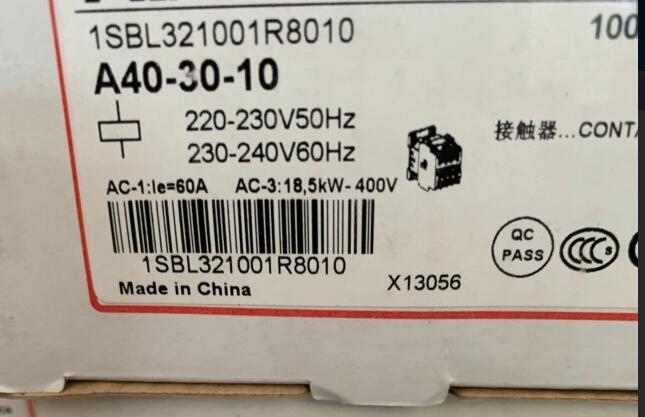 1SBL321001R8010
100
A40-30-10
220-230V50Hz
230-240V60Hz
接触器...CONTA
AC-1:Ie=60A AC-3:18,5kW-400V
QC
PASS
CCC S
1SBL321001R8010
Made in China
X13056